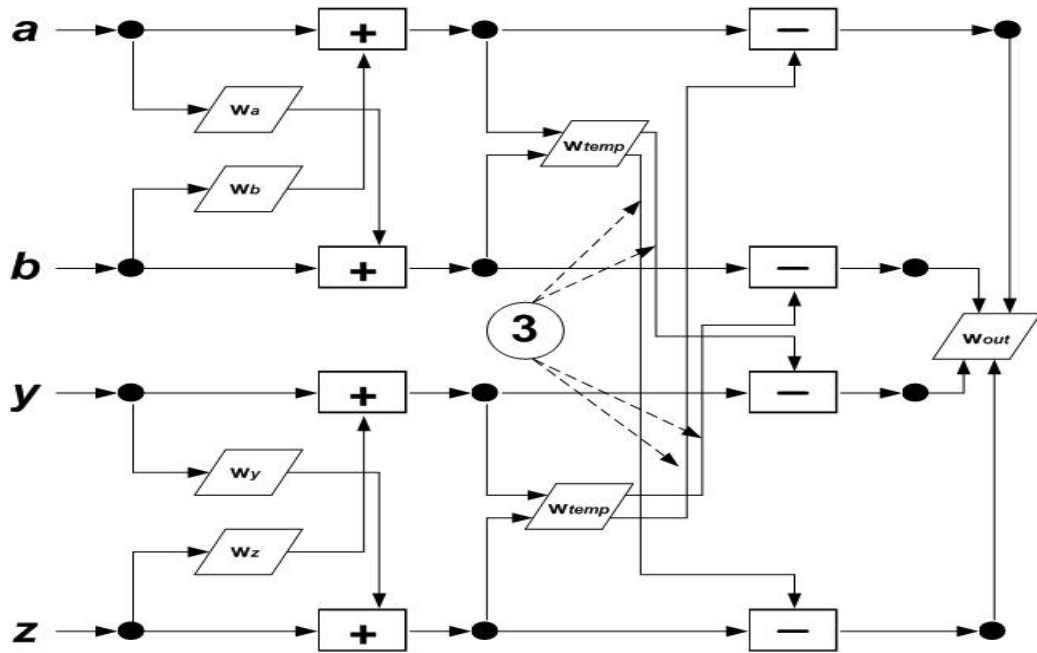 a + −
wa
wtemp
wb
b + −
3
wout
y + −
wy
wtemp
wz
z + −